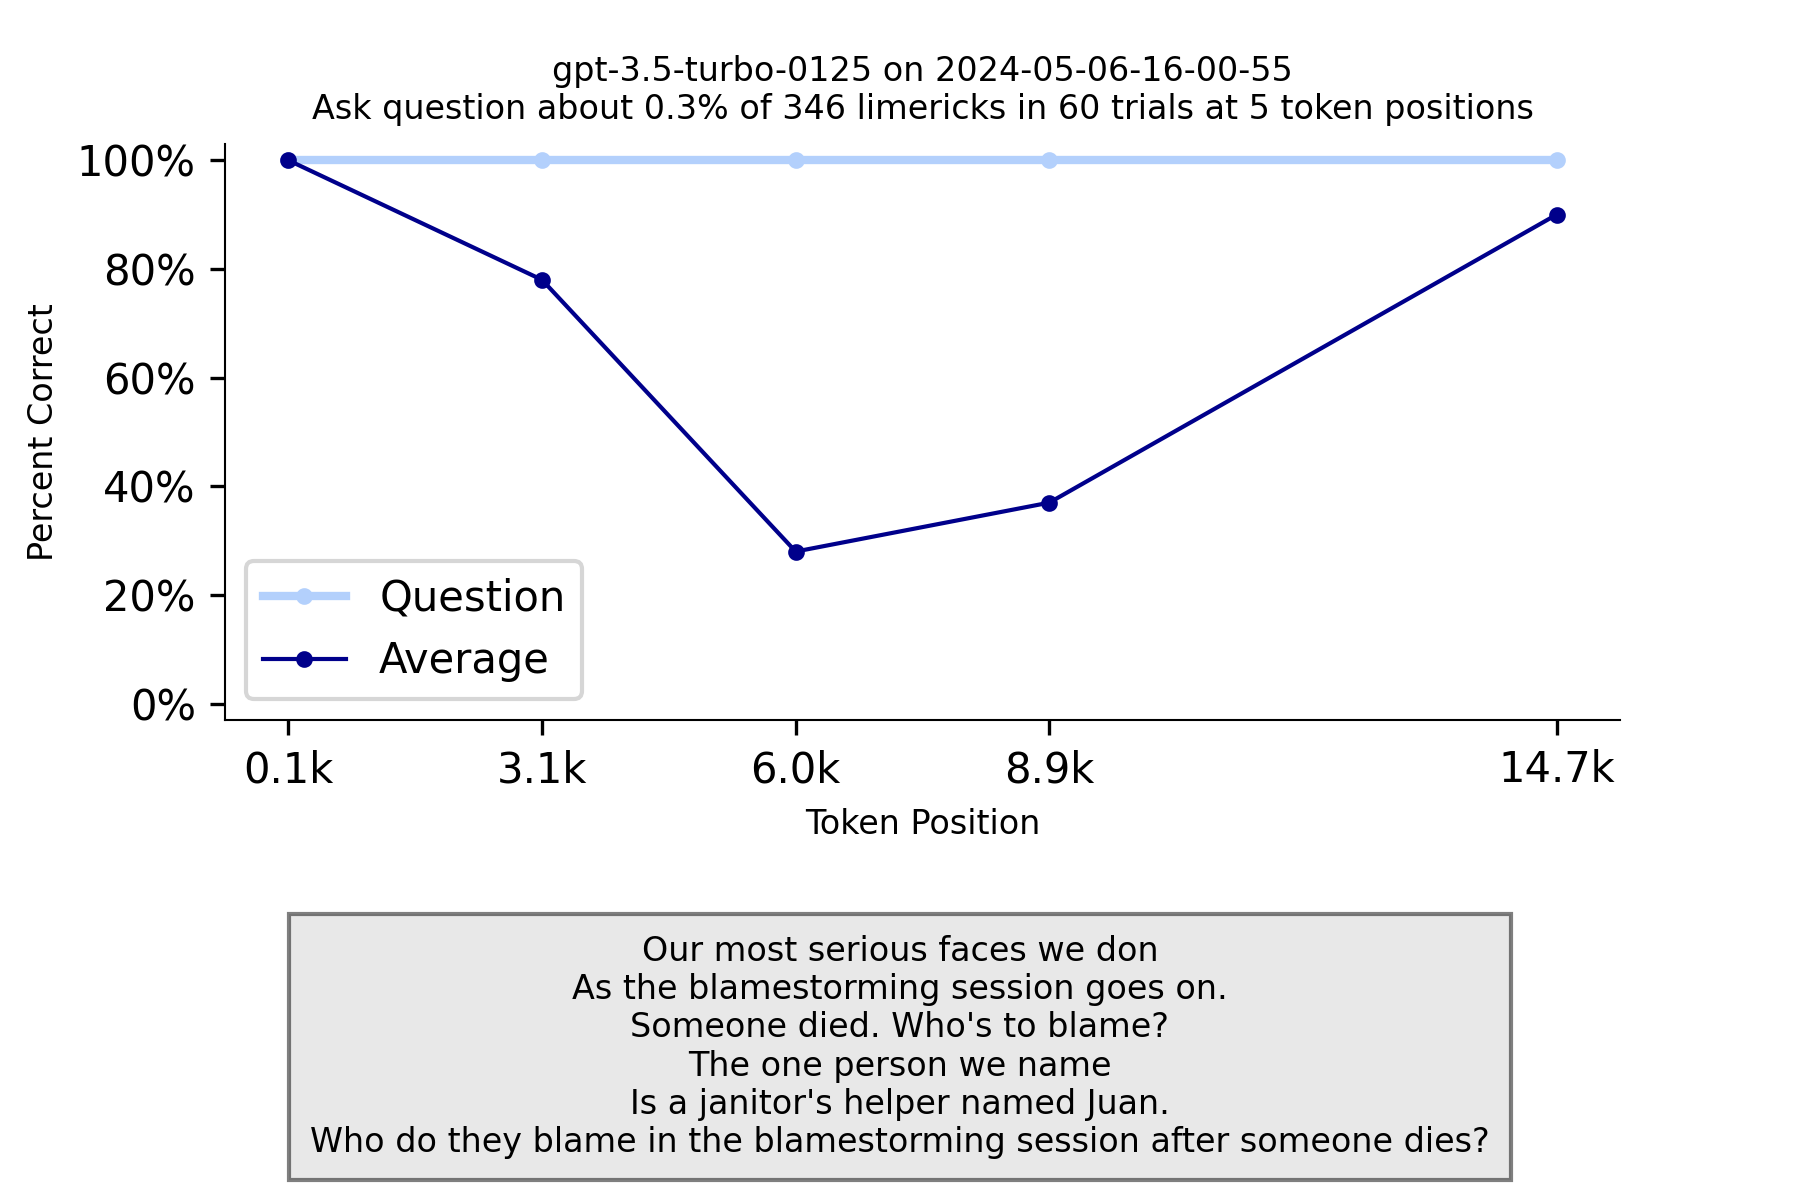 gpt-3.5-turbo-0125 on 2024-05-06-16-00-55
Ask question about 0.3% of 346 limericks in 60 trials at 5 token positions
100%
80%
60%
40%
20%
0%
Percent Correct
Question
Average
0.1k
3.1k
6.0k
8.9k
14.7k
Token Position
Our most serious faces we don
As the blamestorming session goes on.
Someone died. Who's to blame?
The one person we name
Is a janitor's helper named Juan.
Who do they blame in the blamestorming session after someone dies?